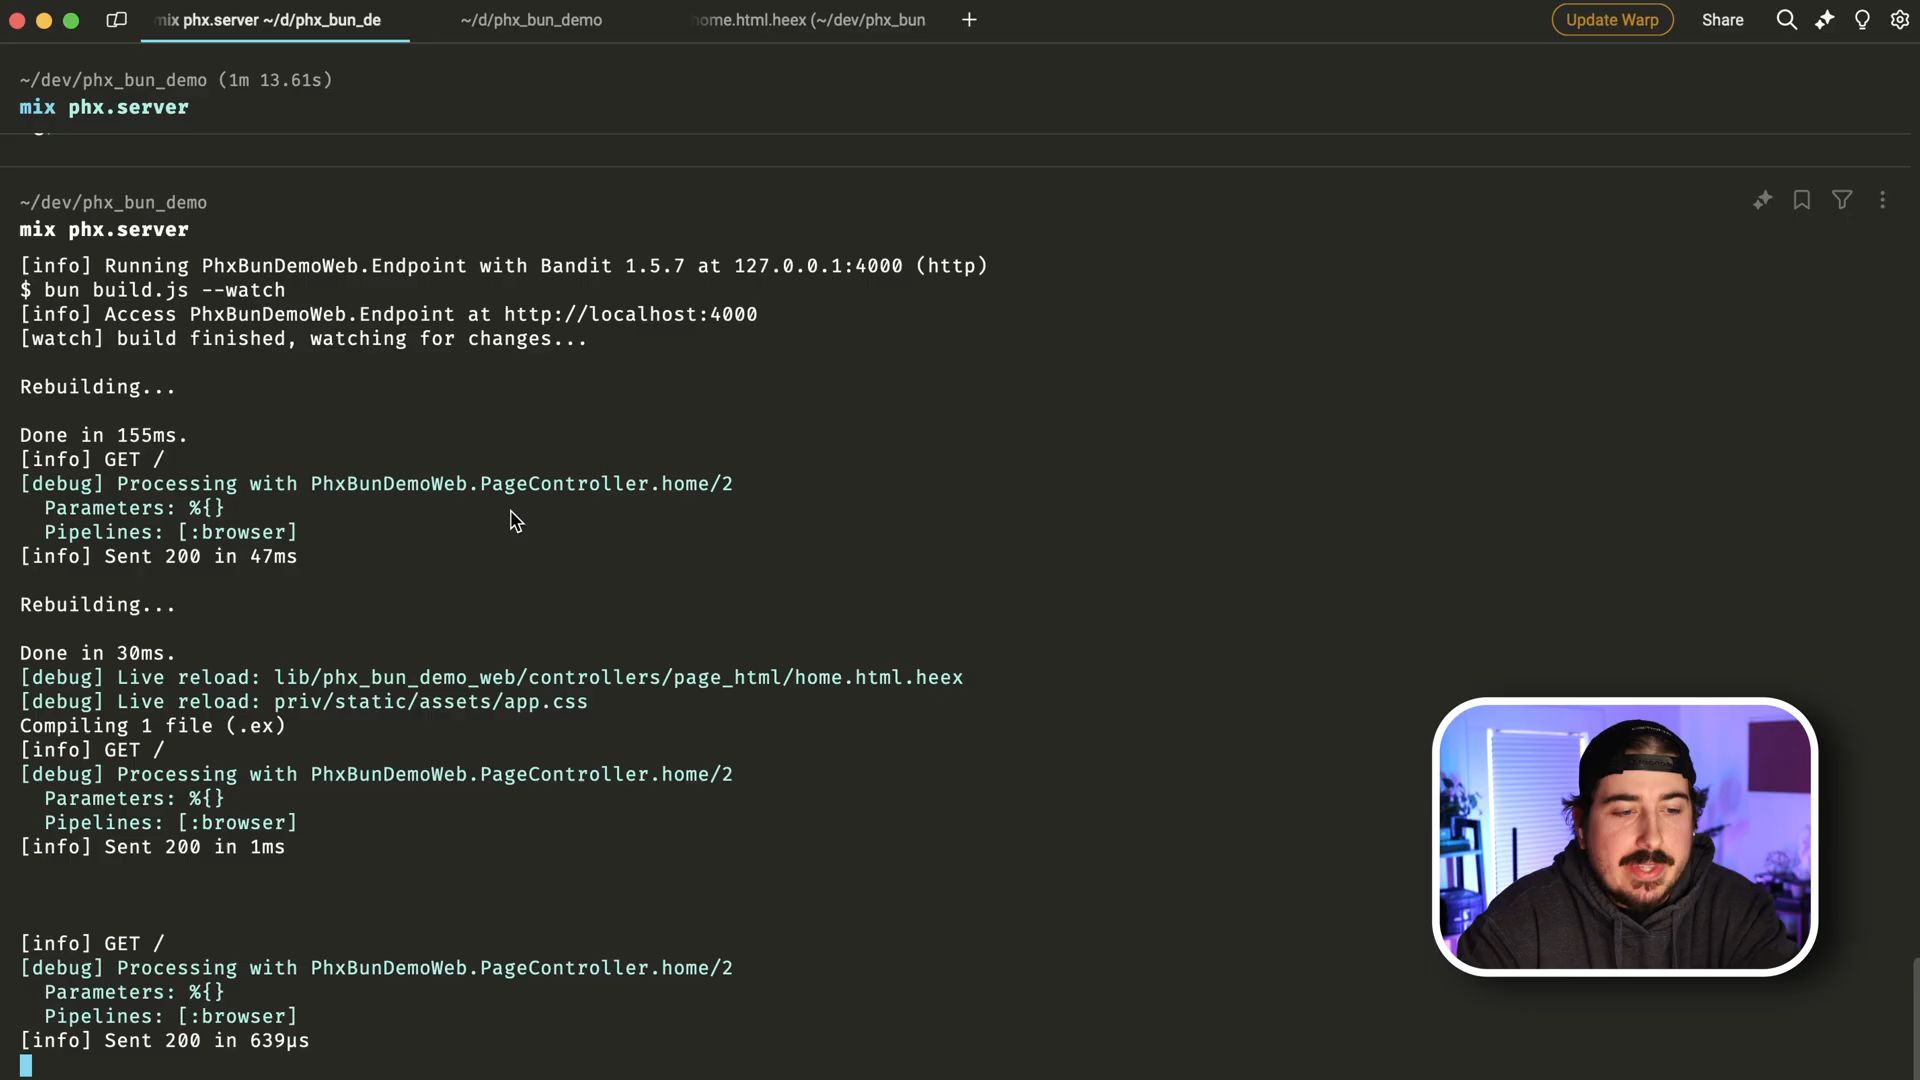 mix phx.server ~/d/phx_bun_de
~/d/phx_bun_demo
home.html.heex (~/dev/phx_bun
Update Warp
Share
~/dev/phx_bun_demo (1m 13.61s)
mix phx.server
~/dev/phx_bun_demo
mix phx.server
[info] Running PhxBunDemoWeb.Endpoint with Bandit 1.5.7 at 127.0.0.1:4000 (http)
$ bun build.js --watch
[info] Access PhxBunDemoWeb.Endpoint at http://localhost:4000
[watch] build finished, watching for changes...
Rebuilding...
Done in 155ms.
[info] GET /
[debug] Processing with PhxBunDemoWeb.PageController.home/2
Parameters: %{}
Pipelines: [:browser]
[info] Sent 200 in 47ms
Rebuilding...
Done in 30ms.
[debug] Live reload: lib/phx_bun_demo_web/controllers/page_html/home.html.heex
[debug] Live reload: priv/static/assets/app.css
Compiling 1 file (.ex)
[info] GET /
[debug] Processing with PhxBunDemoWeb.PageController.home/2
Parameters: %{}
Pipelines: [:browser]
[info] Sent 200 in 1ms
[info] GET /
[debug] Processing with PhxBunDemoWeb.PageController.home/2
Parameters: %{}
Pipelines: [:browser]
[info] Sent 200 in 639µs